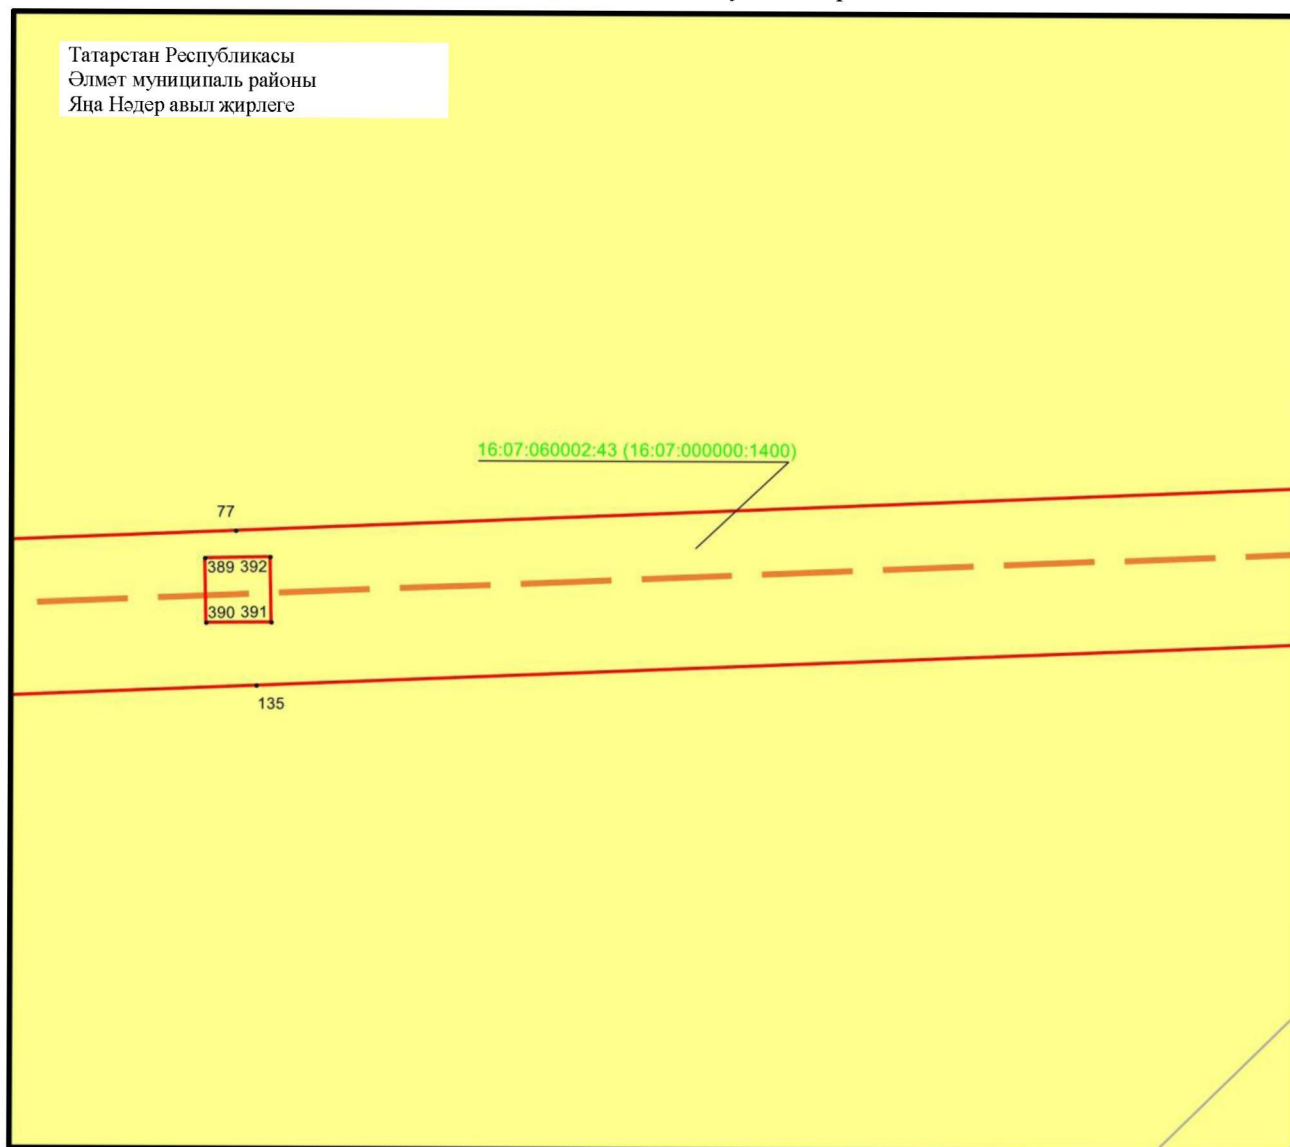 Татарстан Республикасы
Әлмәт муниципаль районы
Яңа Нәдер авыл җирлеге
16:07:060002:43 (16:07:000000:1400)
77
389 392
390 391
135